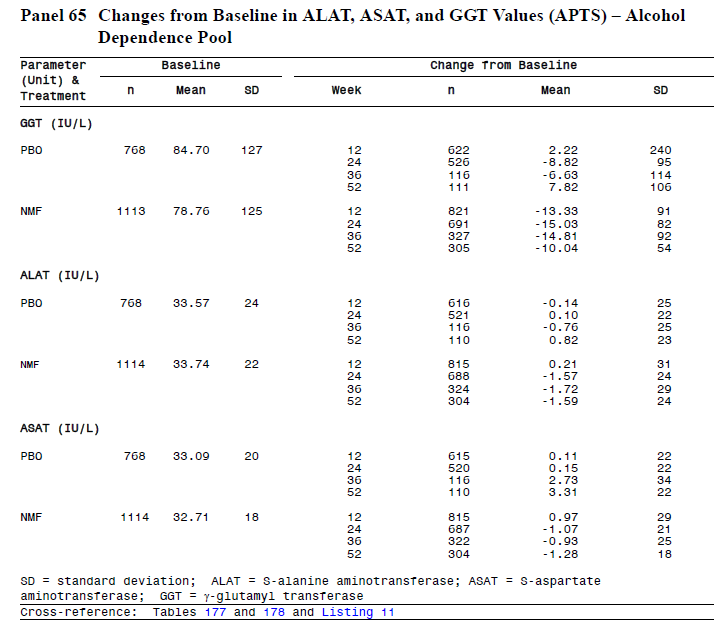 Panel 65 Changes from Baseline in ALAT, ASAT, and GGT Values (APTS) – Alcohol
Dependence Pool
Parameter Baseline Change from Baseline
(Unit) &
Treatment n Mean SD Week n Mean SD
GGT (IU/L)
PBO 768 84.70 127 12 622 2.22 240
24 526 -8.82 95
36 116 -6.63 114
52 111 7.82 106
NMF 1113 78.76 125 12 821 -13.33 91
24 691 -15.03 82
36 327 -14.81 92
52 305 -10.04 54
ALAT (IU/L)
PBO 768 33.57 24 12 616 -0.14 25
24 521 0.10 22
36 116 -0.76 25
52 110 0.82 23
NMF 1114 33.74 22 12 815 0.21 31
24 688 -1.57 24
36 324 -1.72 29
52 304 -1.59 24
ASAT (IU/L)
PBO 768 33.09 20 12 615 0.11 22
24 520 0.15 22
36 116 2.73 34
52 110 3.31 22
NMF 1114 32.71 18 12 815 0.97 29
24 687 -1.07 21
36 322 -0.93 25
52 304 -1.28 18
SD = standard deviation; ALAT = S-alanine aminotransferase; ASAT = S-aspartate
aminotransferase; GGT = γ-glutamyl transferase
Cross-reference: Tables 177 and 178 and Listing 11